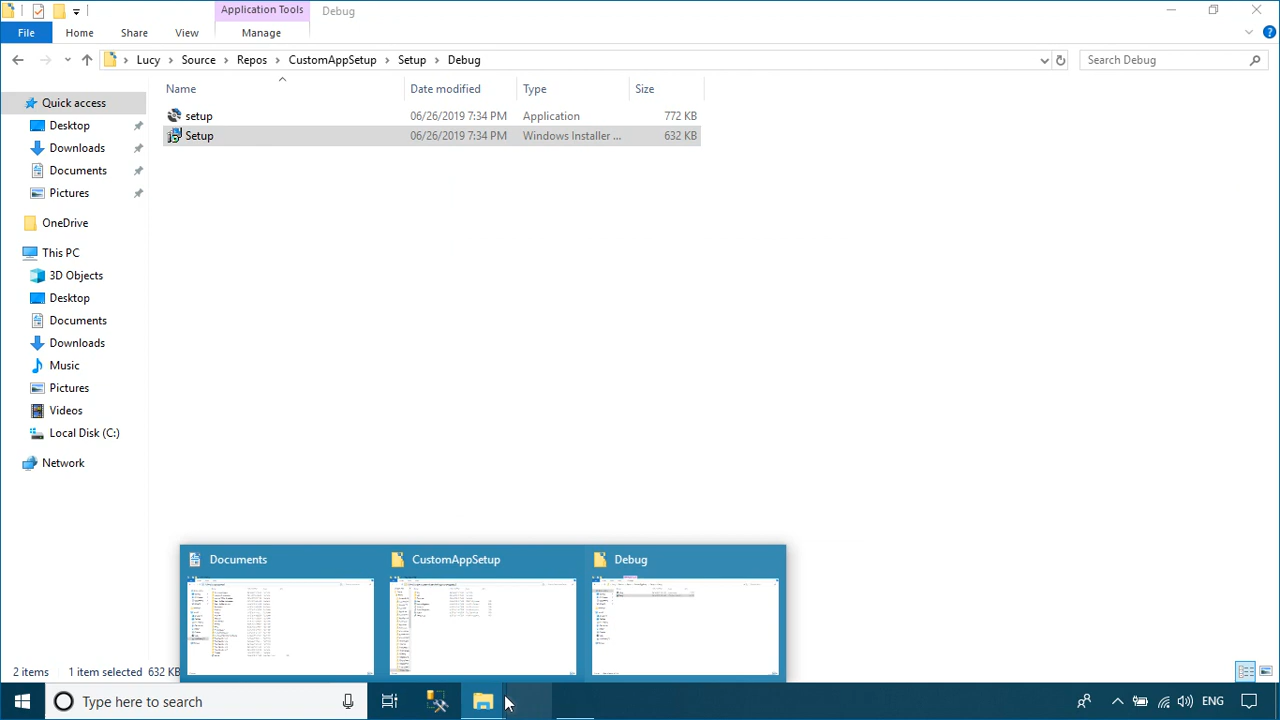 Application Tools
Debug
File
Home
Share
View
Manage
Lucy
Source
Repos
CustomAppSetup
Setup
Debug
Search Debug
Name
Date modified
Type
Size
Quick access
setup
06/26/2019 7:34 PM
Application
772 KB
Setup
06/26/2019 7:34 PM
Windows Installer ...
632 KB
Desktop
Downloads
Documents
Pictures
OneDrive
This PC
3D Objects
Desktop
Documents
Downloads
Music
Pictures
Videos
Local Disk (C:)
Network
Documents
CustomAppSetup
Debug
2 items
1 item selected 632 KB
Type here to search
ENG